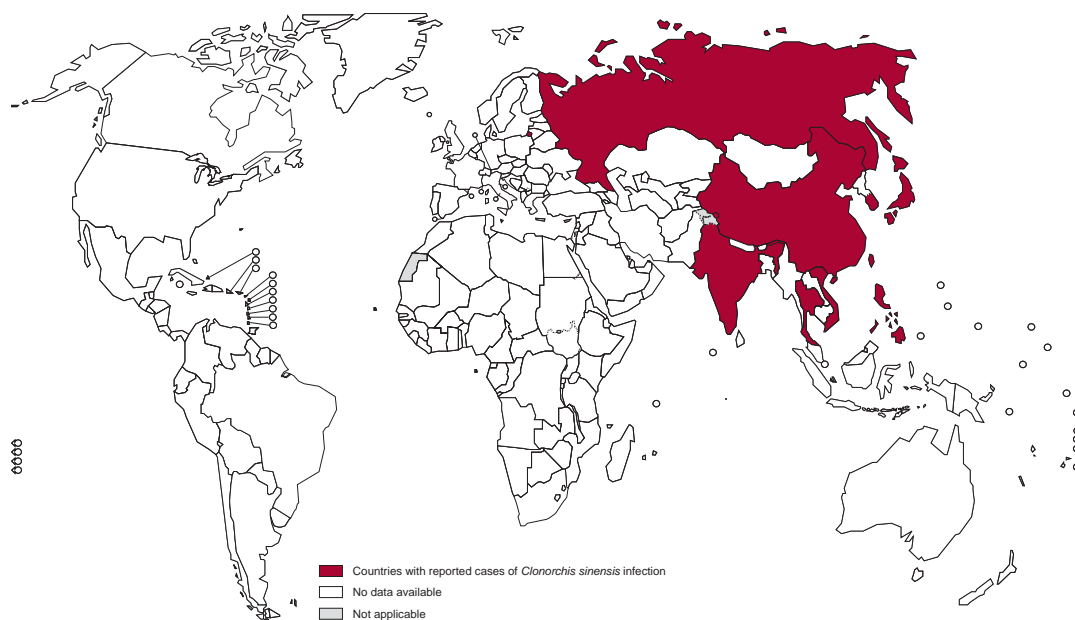 Countries with reported cases of Clonorchis sinensis infection
No data available
Not applicable